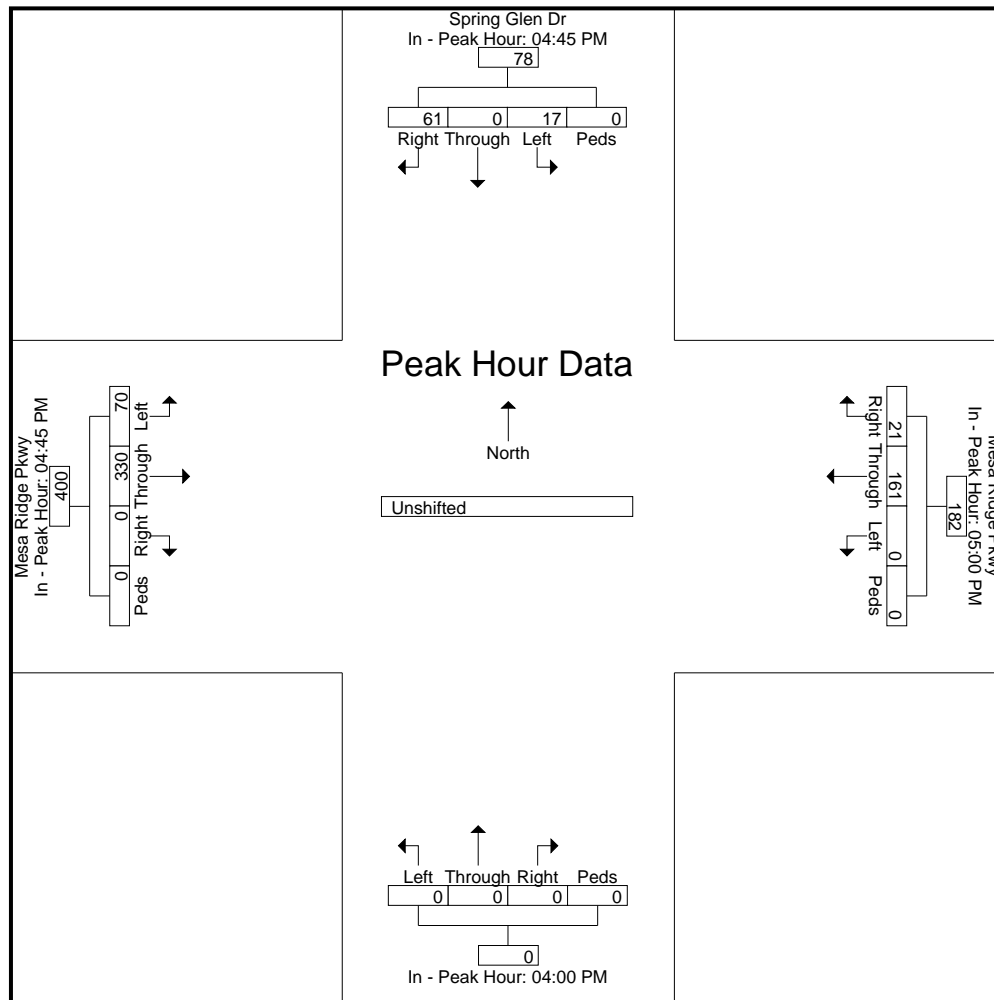 Spring Glen Dr
In - Peak Hour: 04:45 PM
78
61 0 17 0
Right Through Left Peds
Peak Hour Data
North
Unshifted
Mesa Ridge Pkwy
In - Peak Hour: 04:45 PM
400
70 330 0 0
Left Through Right Peds
Mesa Ridge Pkwy
In - Peak Hour: 05:00 PM
182
21 161 0 0
Right Through Left Peds
Left Through Right Peds
0 0 0 0
0
In - Peak Hour: 04:00 PM